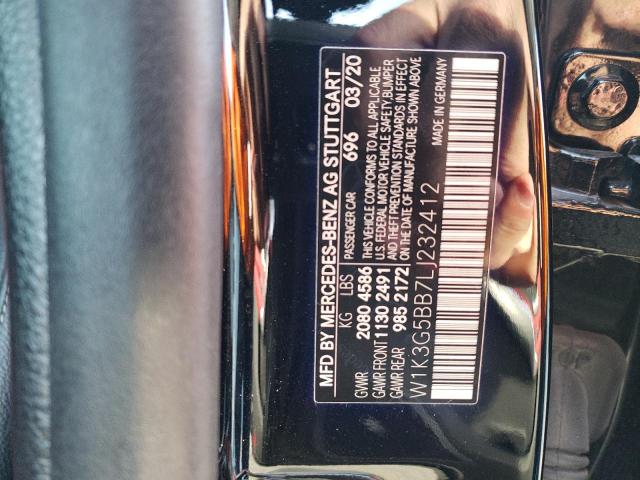 MFD BY MERCEDES-BENZ AG STUTTGART
KG LBS PASSENGER CAR 696 03/20
GVWR 2080 4586 THIS VEHICLE CONFORMS TO ALL APPLICABLE
GAWR FRONT 1130 2491 U.S. FEDERAL MOTOR VEHICLE SAFETY, BUMPER
GAWR REAR 985 2172 AND THEFT PREVENTION STANDARDS IN EFFECT
ON THE DATE OF MANUFACTURE SHOWN ABOVE
W1K3G5BB7LJ232412 MADE IN GERMANY